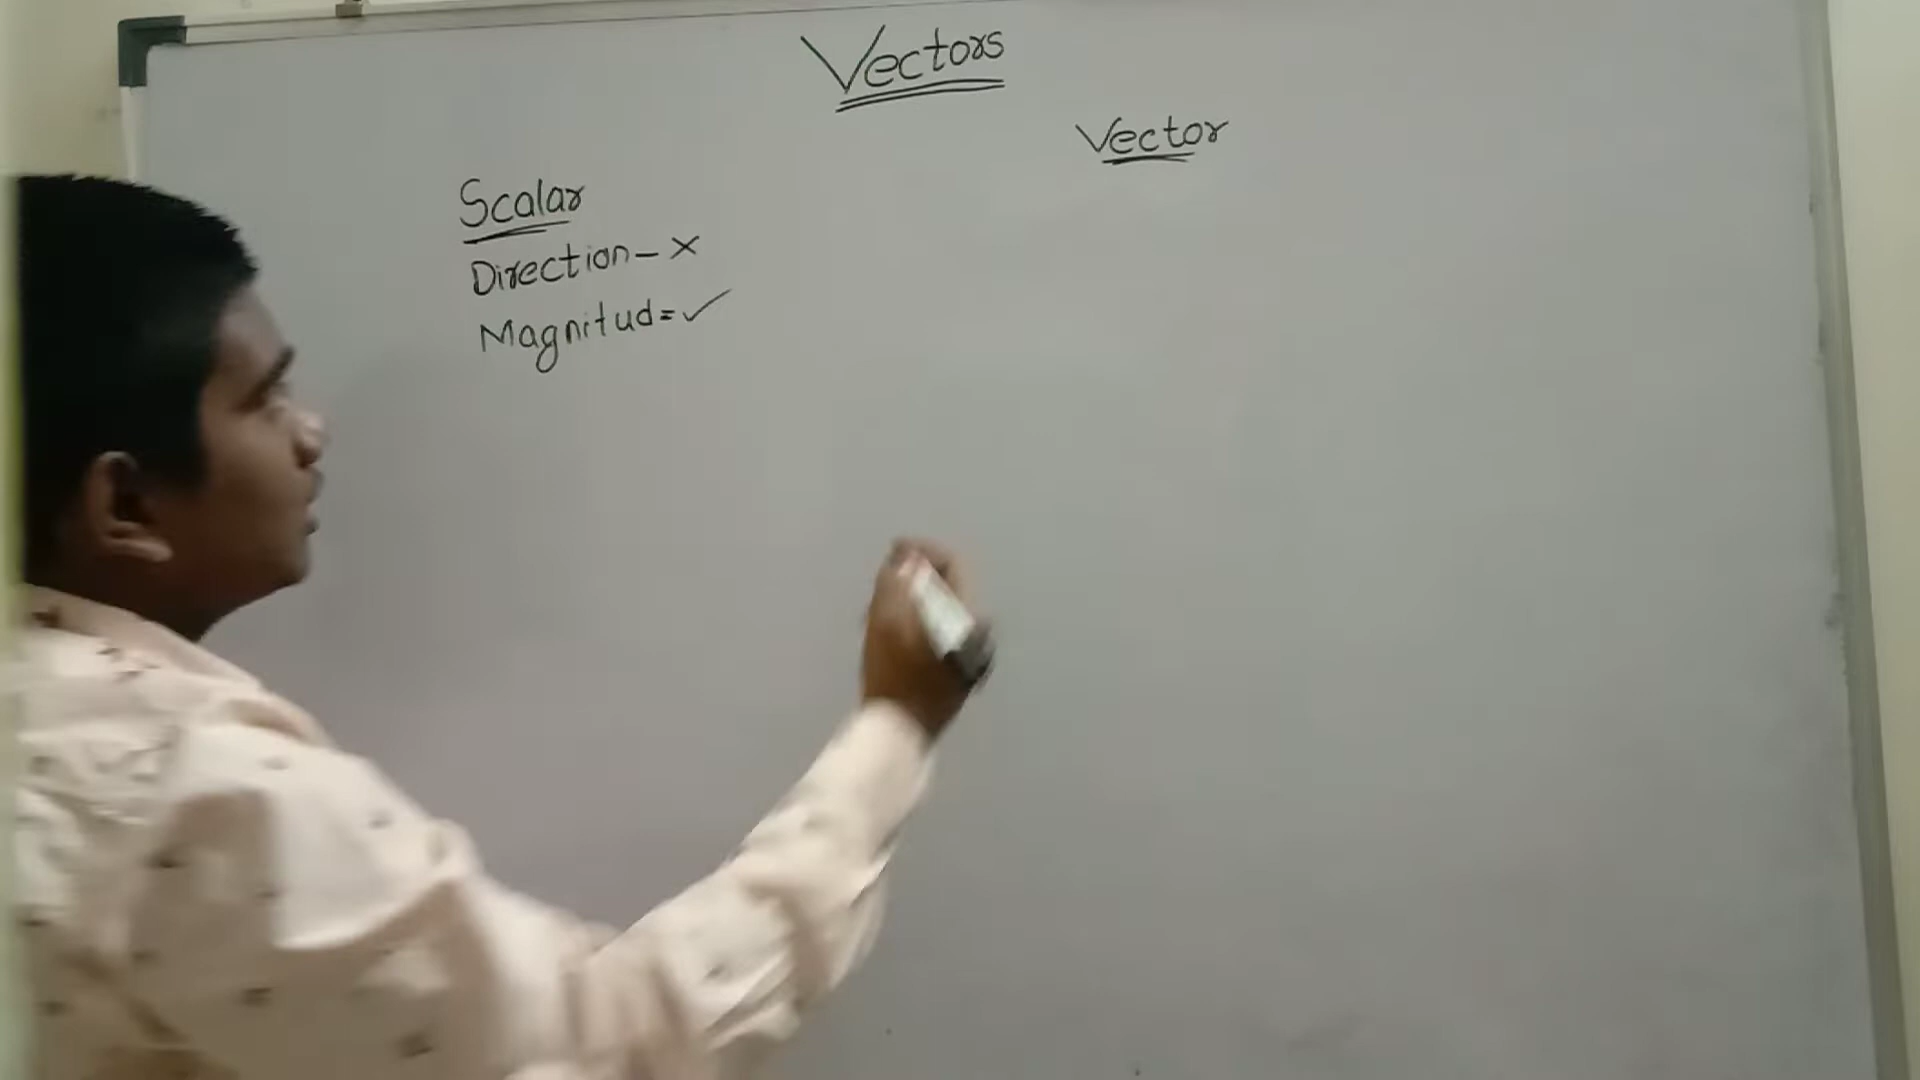 Vectors
Vector
Scalar
Direction - ×
Magnitud = ✓